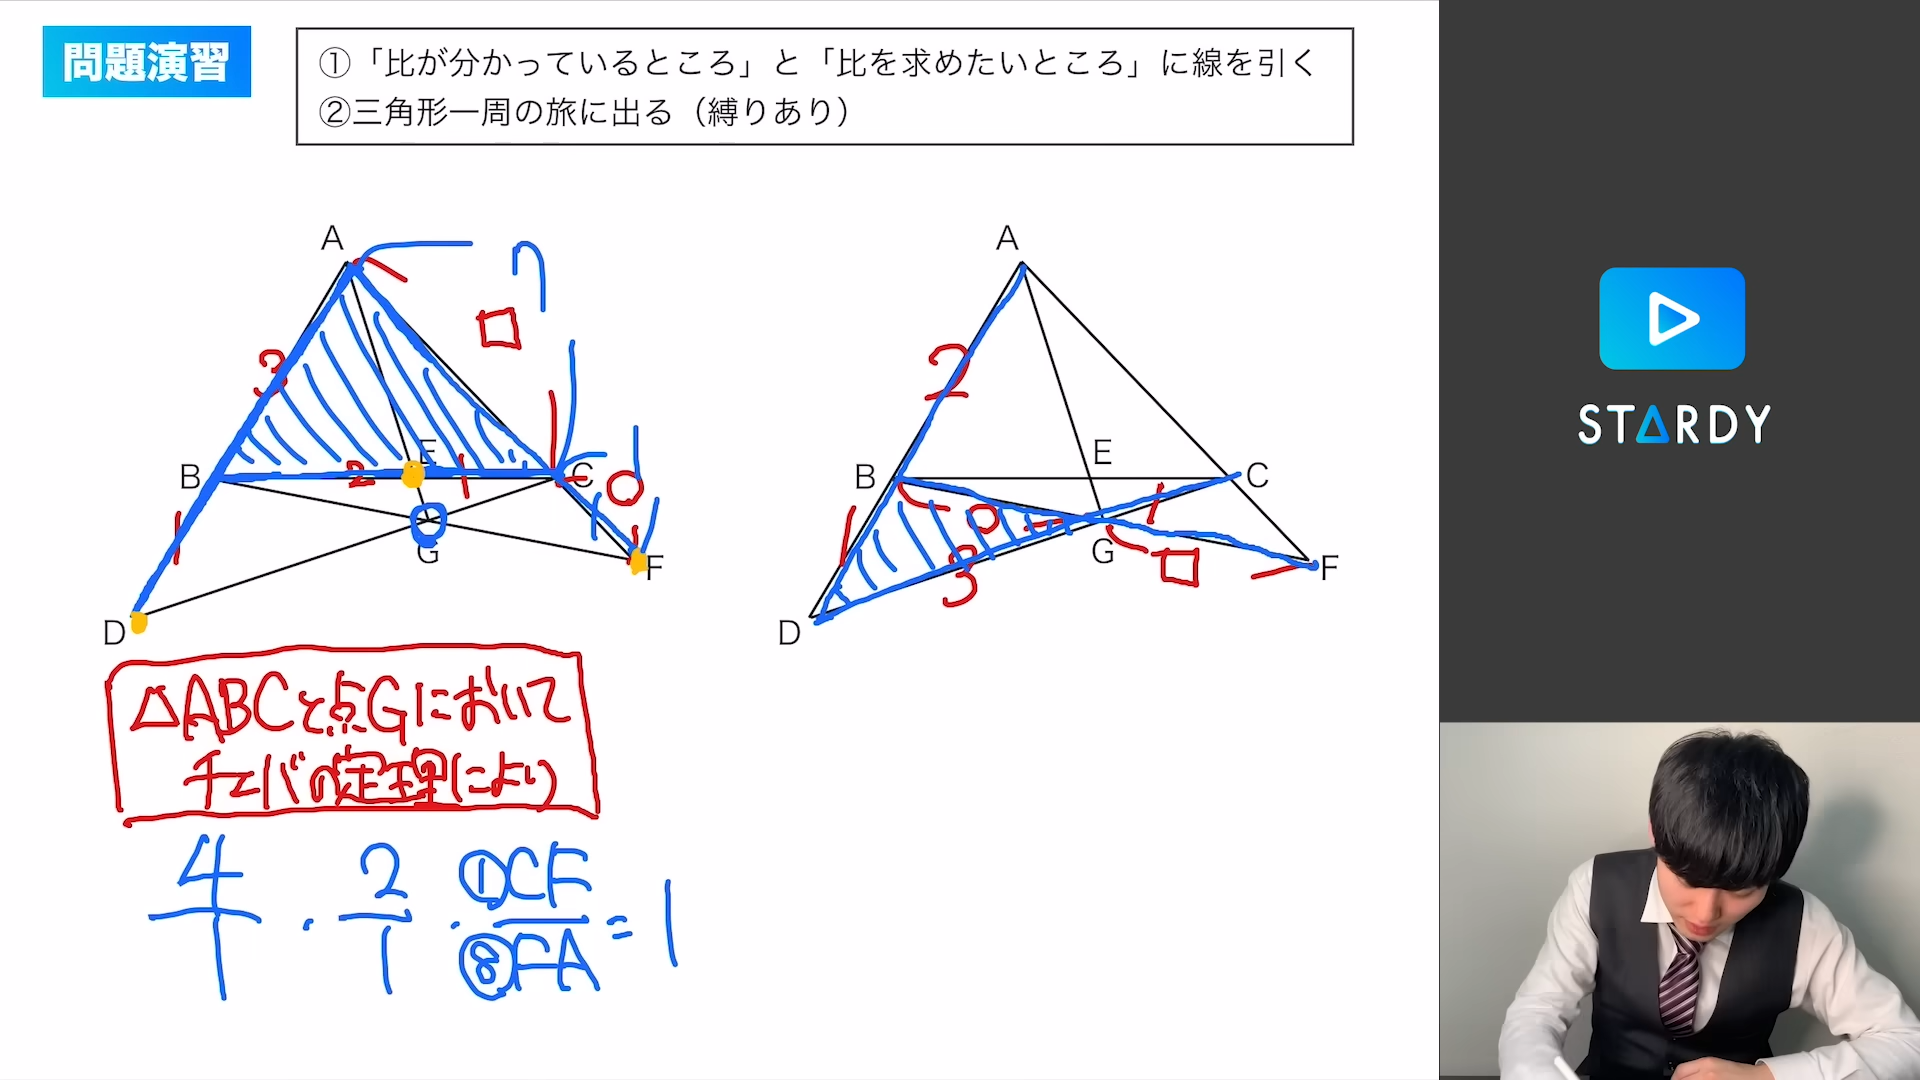 問題演習
①「比が分かっているところ」と「比を求めたいところ」に線を引く
②三角形一周の旅に出る（縛りあり）
A
7
3
B
2
E
1
C
1
1
G
F
D
△ABCと点Gにおいて
チェバの定理により
4/1・2/1・①CF/⑧FA=1
A
2
B
E
C
1
1
G
3
F
D
STARDY